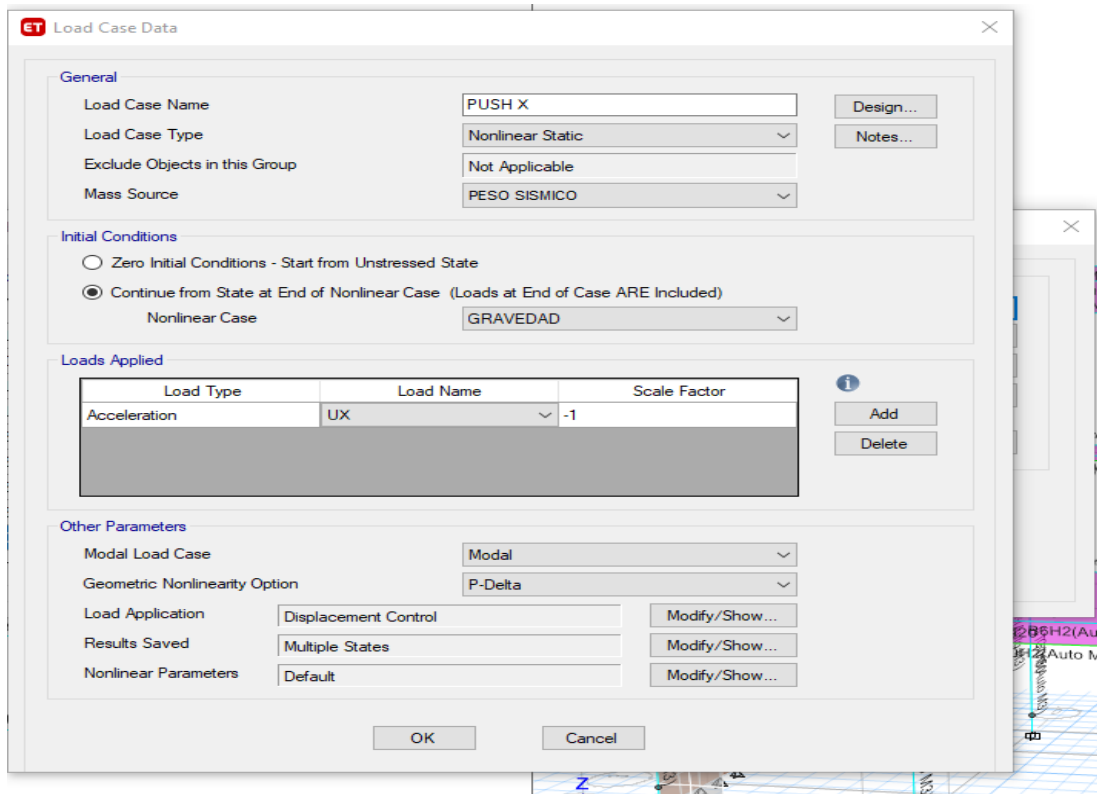 ET Load Case Data
General
Load Case Name PUSH X Design...
Load Case Type Nonlinear Static Notes...
Exclude Objects in this Group Not Applicable
Mass Source PESO SISMICO
Initial Conditions
Zero Initial Conditions - Start from Unstressed State
Continue from State at End of Nonlinear Case (Loads at End of Case ARE Included)
Nonlinear Case GRAVEDAD
Loads Applied
Load Type Load Name Scale Factor
Acceleration UX -1
Add
Delete
Other Parameters
Modal Load Case Modal
Geometric Nonlinearity Option P-Delta
Load Application Displacement Control Modify/Show...
Results Saved Multiple States Modify/Show...
Nonlinear Parameters Default Modify/Show...
OK Cancel
Z